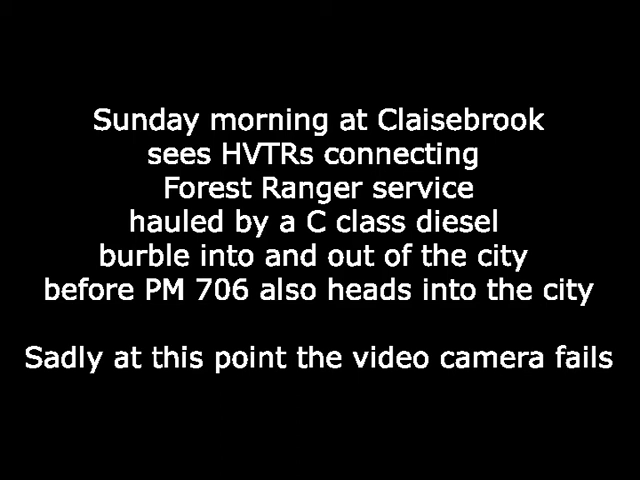 Sunday morning at Claisebrook
sees HVTRs connecting
Forest Ranger service
hauled by a C class diesel
burble into and out of the city
before PM 706 also heads into the city
Sadly at this point the video camera fails